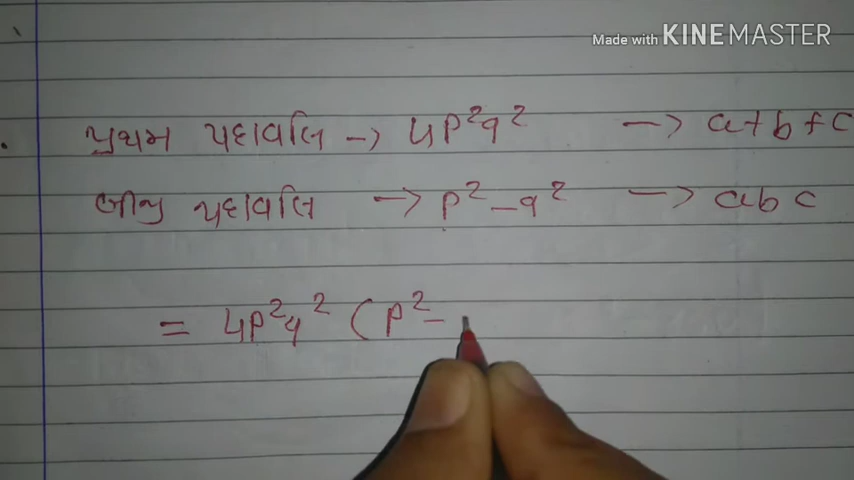 Made with KINEMASTER
પ્રથમ પદાવલિ → 4p²q² → a+b+c
બીજી પદાવલિ → p²-q² → abc
= 4p²q² (p²-